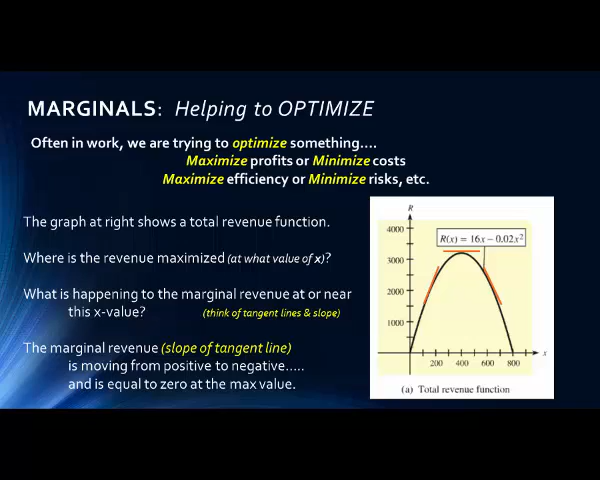 MARGINALS: Helping to OPTIMIZE
Often in work, we are trying to optimize something....
Maximize profits or Minimize costs
Maximize efficiency or Minimize risks, etc.
The graph at right shows a total revenue function.
Where is the revenue maximized (at what value of x)?
What is happening to the marginal revenue at or near
this x-value? (think of tangent lines & slope)
The marginal revenue (slope of tangent line)
is moving from positive to negative.....
and is equal to zero at the max value.
R
4000
R(x) = 16x − 0.02x²
3000
2000
1000
x
200 400 600 800
(a) Total revenue function